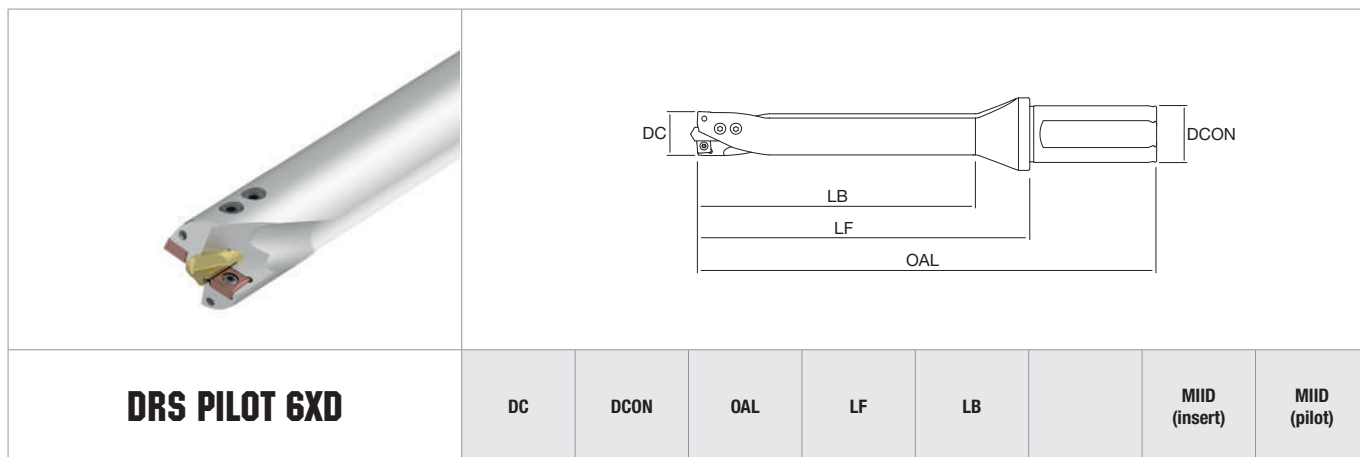 DC
DCON
LB
LF
OAL
DRS PILOT 6XD
DC
DCON
OAL
LF
LB
MIID
(insert)
MIID
(pilot)